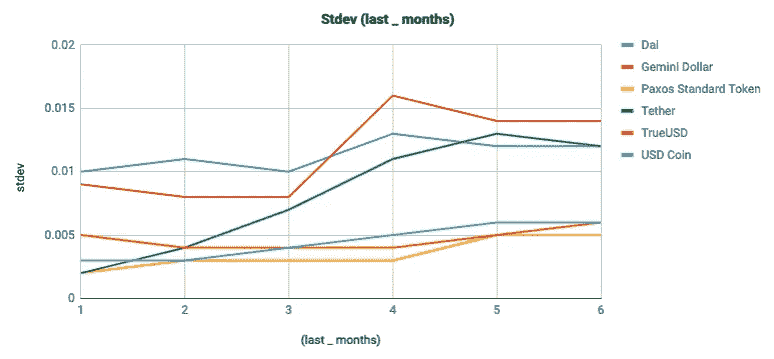 Stdev (last _ months)
0.02
0.015
0.01
0.005
0
stdev
1 2 3 4 5 6
(last _ months)
Dai
Gemini Dollar
Paxos Standard Token
Tether
TrueUSD
USD Coin